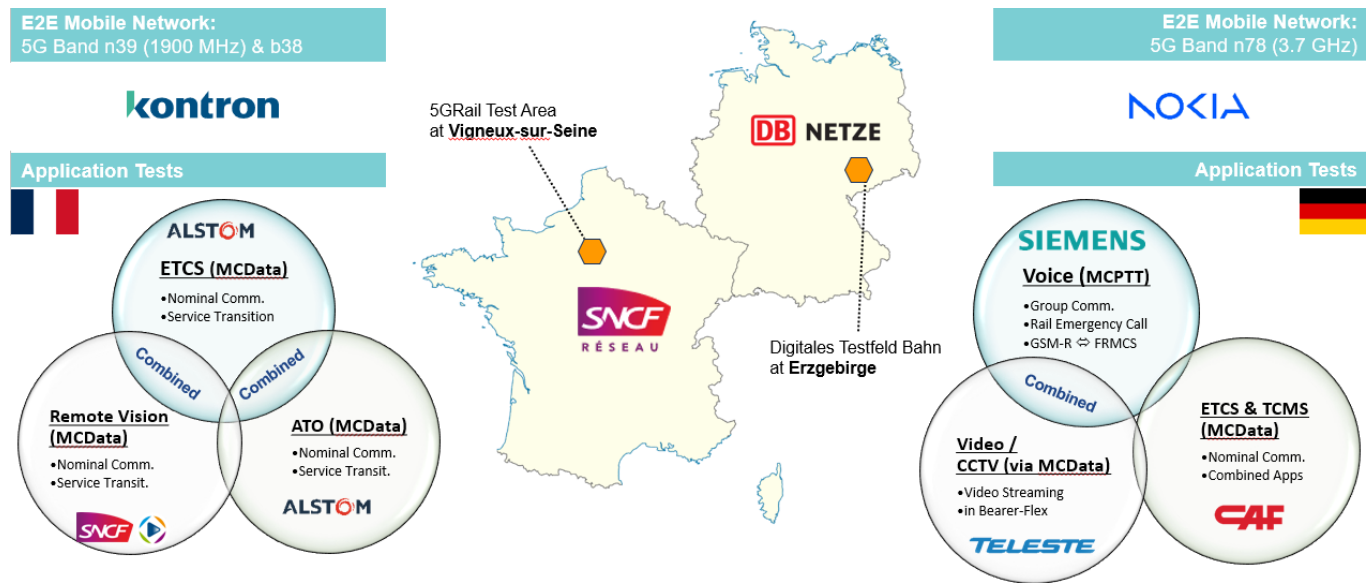 E2E Mobile Network:
5G Band n39 (1900 MHz) & b38
kontron
Application Tests
ALSTOM
ETCS (MCData)
•Nominal Comm.
•Service Transition
Combined
Combined
Remote Vision
(MCData)
•Nominal Comm.
•Service Transit.
SNCF
ATO (MCData)
•Nominal Comm.
•Service Transit.
ALSTOM
5GRail Test Area
at Vigneux-sur-Seine
DB NETZE
SNCF
RÉSEAU
Digitales Testfeld Bahn
at Erzgebirge
E2E Mobile Network:
5G Band n78 (3.7 GHz)
NOKIA
Application Tests
SIEMENS
Voice (MCPTT)
•Group Comm.
•Rail Emergency Call
•GSM-R ⇔ FRMCS
Combined
Video /
CCTV (via MCData)
•Video Streaming
•in Bearer-Flex
TELESTE
ETCS & TCMS
(MCData)
•Nominal Comm.
•Combined Apps
CAF